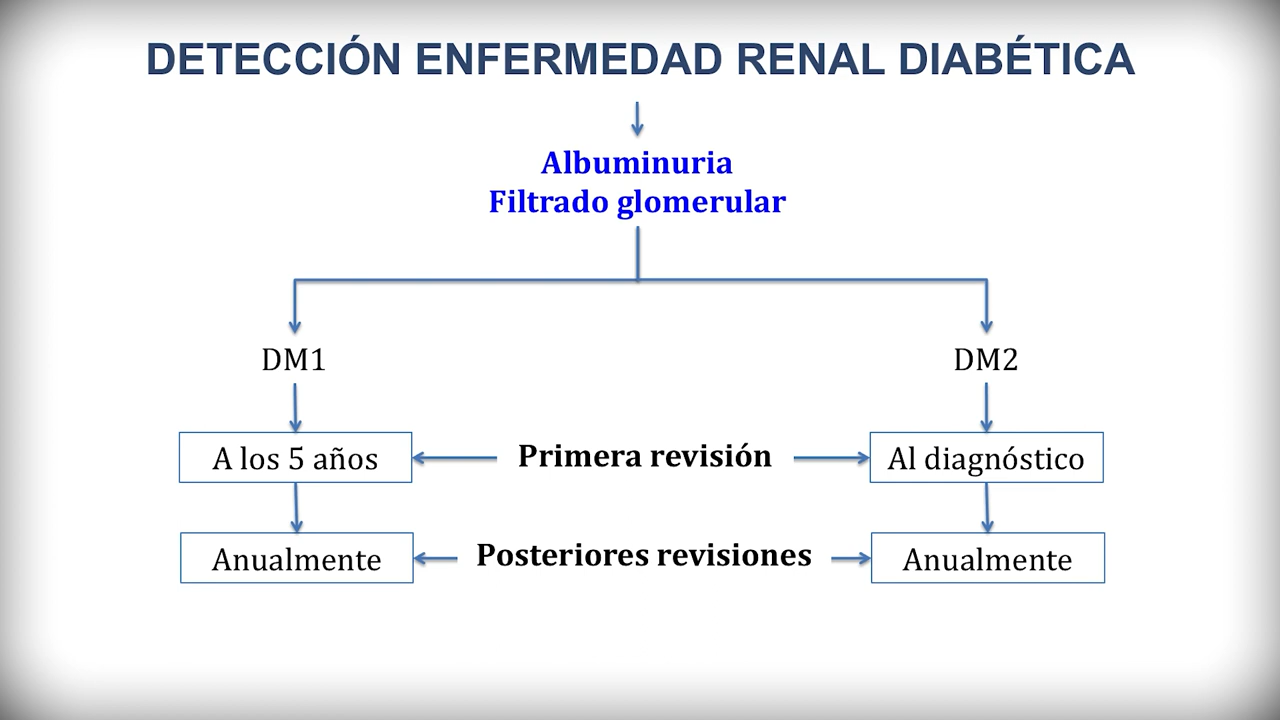 DETECCIÓN ENFERMEDAD RENAL DIABÉTICA
Albuminuria
Filtrado glomerular
DM1
DM2
A los 5 años
Primera revisión
Al diagnóstico
Anualmente
Posteriores revisiones
Anualmente